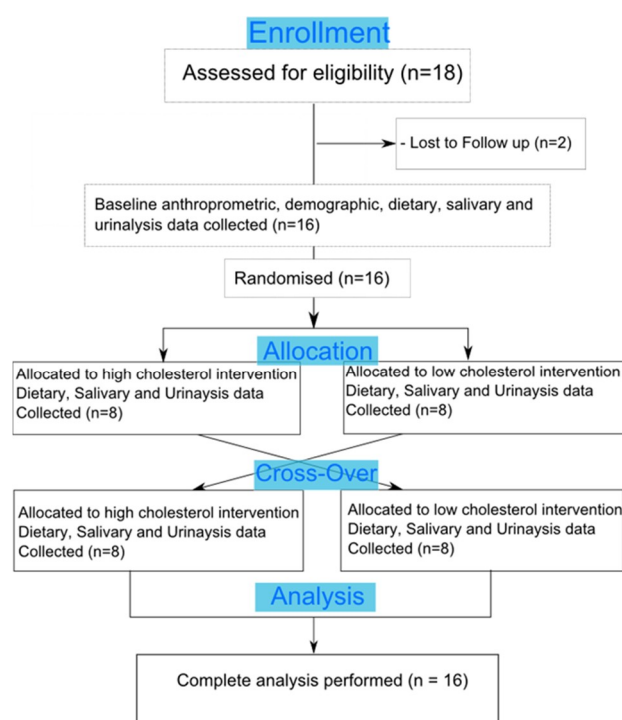 Enrollment
Assessed for eligibility (n=18)
- Lost to Follow up (n=2)
Baseline anthroprometric, demographic, dietary, salivary and
urinalysis data collected (n=16)
Randomised (n=16)
Allocation
Allocated to high cholesterol intervention
Dietary, Salivary and Urinaysis data
Collected (n=8)
Allocated to low cholesterol intervention
Dietary, Salivary and Urinaysis data
Collected (n=8)
Cross-Over
Allocated to high cholesterol intervention
Dietary, Salivary and Urinaysis data
Collected (n=8)
Allocated to low cholesterol intervention
Dietary, Salivary and Urinaysis data
Collected (n=8)
Analysis
Complete analysis performed (n = 16)